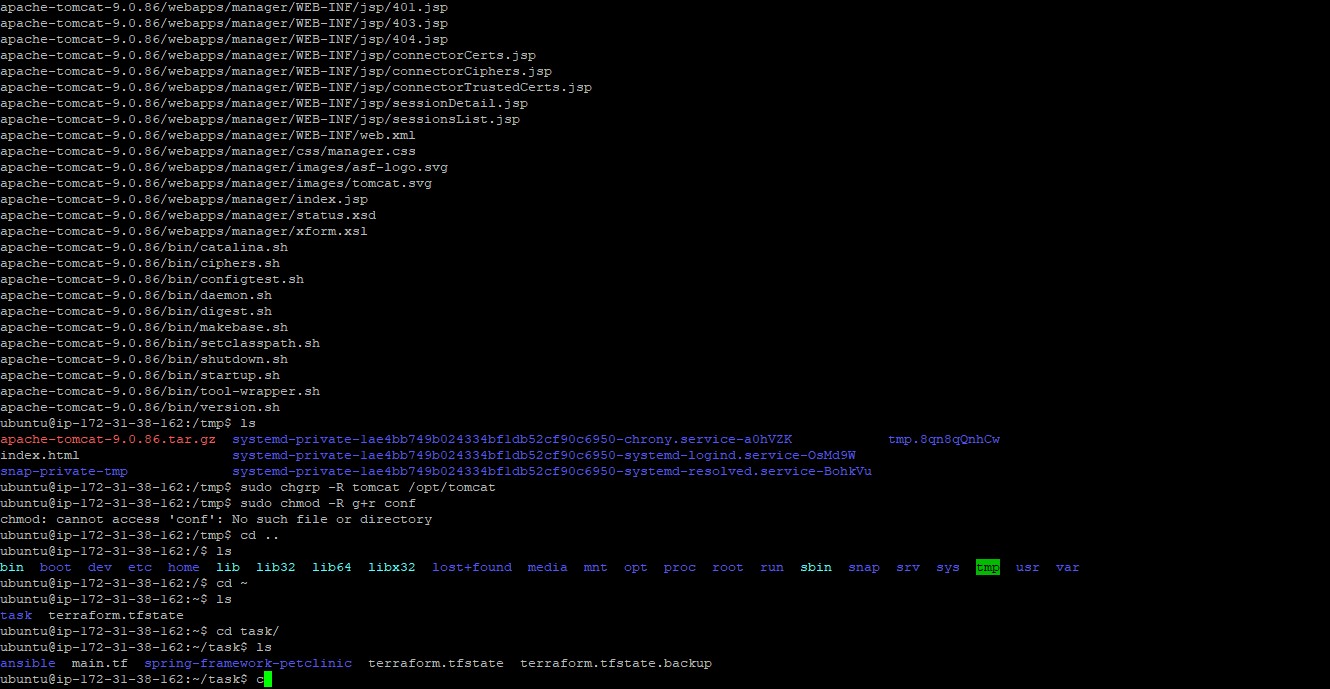 apache-tomcat-9.0.86/webapps/manager/WEB-INF/jsp/401.jsp
apache-tomcat-9.0.86/webapps/manager/WEB-INF/jsp/403.jsp
apache-tomcat-9.0.86/webapps/manager/WEB-INF/jsp/404.jsp
apache-tomcat-9.0.86/webapps/manager/WEB-INF/jsp/connectorCerts.jsp
apache-tomcat-9.0.86/webapps/manager/WEB-INF/jsp/connectorCiphers.jsp
apache-tomcat-9.0.86/webapps/manager/WEB-INF/jsp/connectorTrustedCerts.jsp
apache-tomcat-9.0.86/webapps/manager/WEB-INF/jsp/sessionDetail.jsp
apache-tomcat-9.0.86/webapps/manager/WEB-INF/jsp/sessionsList.jsp
apache-tomcat-9.0.86/webapps/manager/WEB-INF/web.xml
apache-tomcat-9.0.86/webapps/manager/css/manager.css
apache-tomcat-9.0.86/webapps/manager/images/asf-logo.svg
apache-tomcat-9.0.86/webapps/manager/images/tomcat.svg
apache-tomcat-9.0.86/webapps/manager/index.jsp
apache-tomcat-9.0.86/webapps/manager/status.xsd
apache-tomcat-9.0.86/webapps/manager/xform.xsl
apache-tomcat-9.0.86/bin/catalina.sh
apache-tomcat-9.0.86/bin/ciphers.sh
apache-tomcat-9.0.86/bin/configtest.sh
apache-tomcat-9.0.86/bin/daemon.sh
apache-tomcat-9.0.86/bin/digest.sh
apache-tomcat-9.0.86/bin/makebase.sh
apache-tomcat-9.0.86/bin/setclasspath.sh
apache-tomcat-9.0.86/bin/shutdown.sh
apache-tomcat-9.0.86/bin/startup.sh
apache-tomcat-9.0.86/bin/tool-wrapper.sh
apache-tomcat-9.0.86/bin/version.sh
ubuntu@ip-172-31-38-162:/tmp$ ls
apache-tomcat-9.0.86.tar.gz systemd-private-1ae4bb749b024334bf1db52cf90c6950-chrony.service-a0hVZK tmp.8qn8qQnhCw
index.html systemd-private-1ae4bb749b024334bf1db52cf90c6950-systemd-logind.service-OsMd9W
snap-private-tmp systemd-private-1ae4bb749b024334bf1db52cf90c6950-systemd-resolved.service-BohkVu
ubuntu@ip-172-31-38-162:/tmp$ sudo chgrp -R tomcat /opt/tomcat
ubuntu@ip-172-31-38-162:/tmp$ sudo chmod -R g+r conf
chmod: cannot access 'conf': No such file or directory
ubuntu@ip-172-31-38-162:/tmp$ cd ..
ubuntu@ip-172-31-38-162:/$ ls
bin boot dev etc home lib lib32 lib64 libx32 lost+found media mnt opt proc root run sbin snap srv sys tmp usr var
ubuntu@ip-172-31-38-162:/$ cd ~
ubuntu@ip-172-31-38-162:~$ ls
task terraform.tfstate
ubuntu@ip-172-31-38-162:~$ cd task/
ubuntu@ip-172-31-38-162:~/task$ ls
ansible main.tf spring-framework-petclinic terraform.tfstate terraform.tfstate.backup
ubuntu@ip-172-31-38-162:~/task$ c